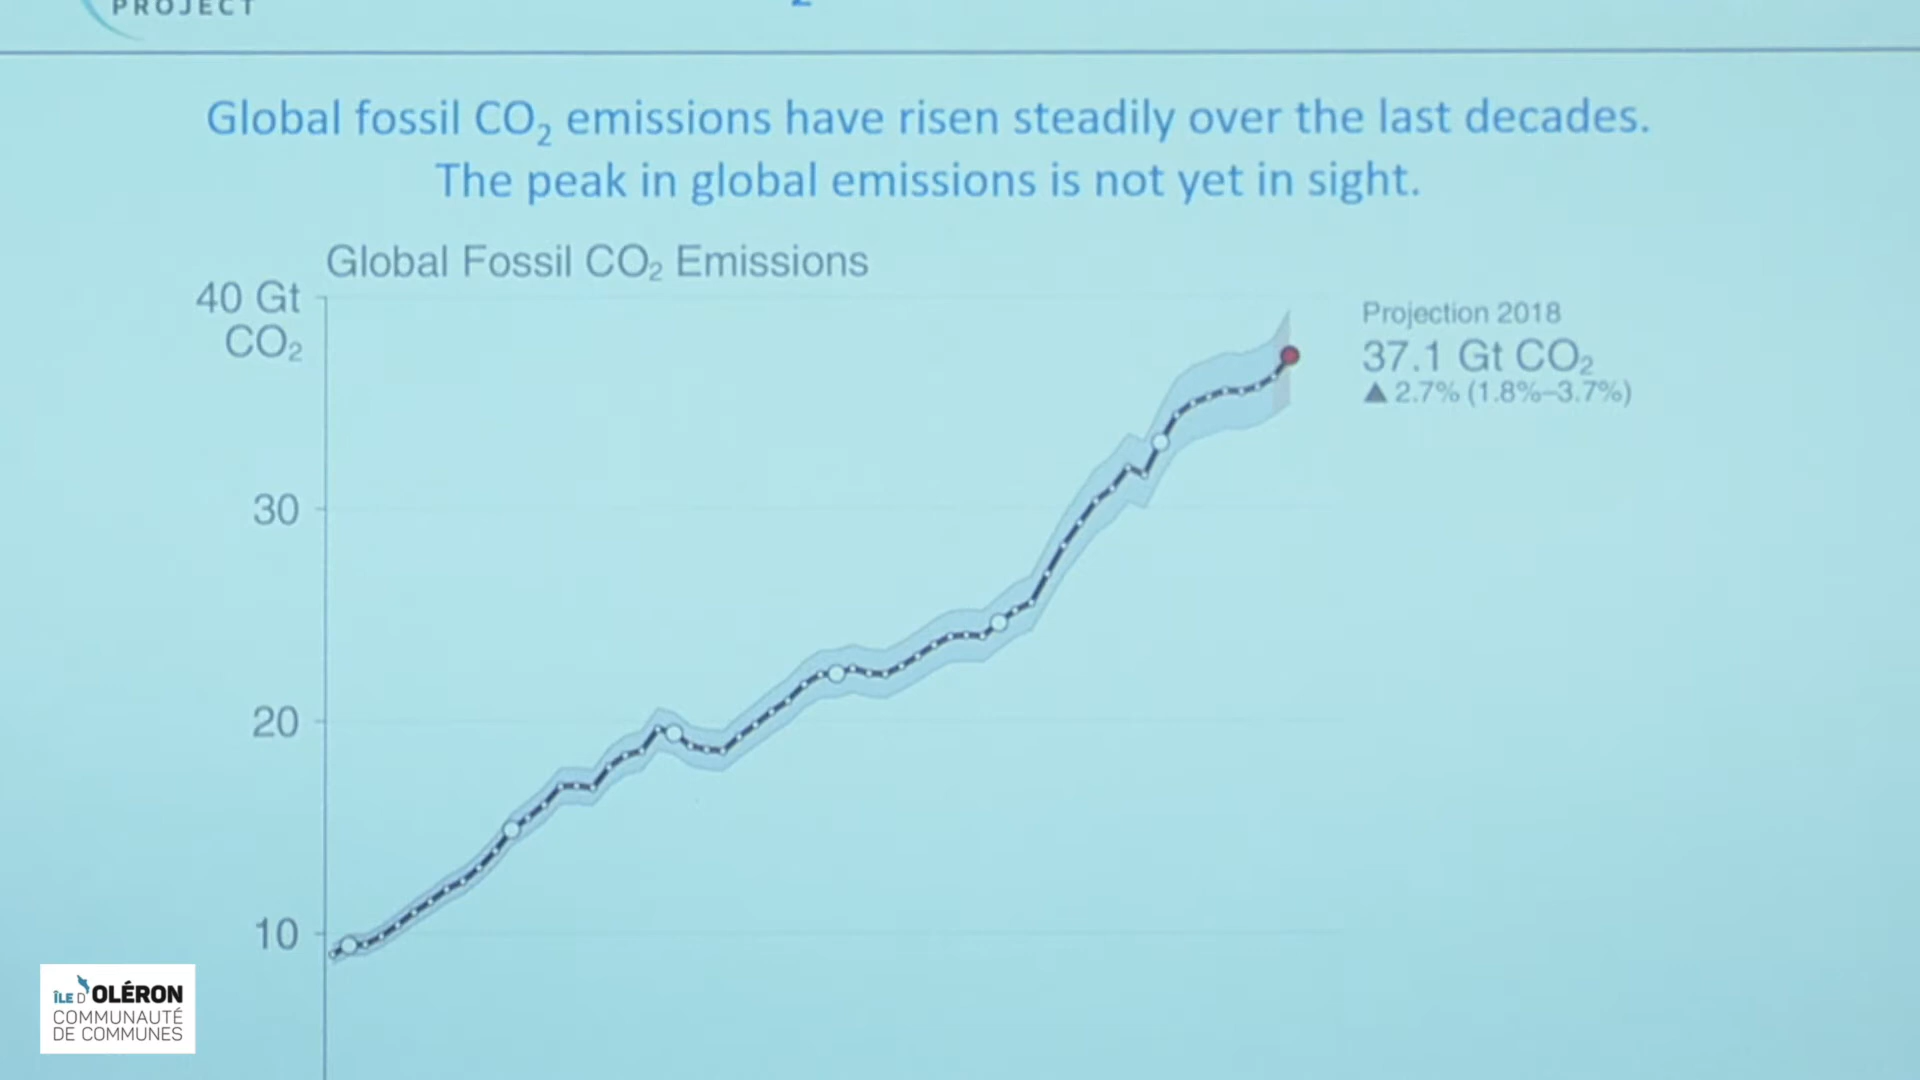 PROJECT
Global fossil CO₂ emissions have risen steadily over the last decades.
The peak in global emissions is not yet in sight.
Global Fossil CO₂ Emissions
40 Gt
CO₂
30
20
10
Projection 2018
37.1 Gt CO₂
▲ 2.7% (1.8%–3.7%)
ÎLE D'OLÉRON
COMMUNAUTÉ
DE COMMUNES